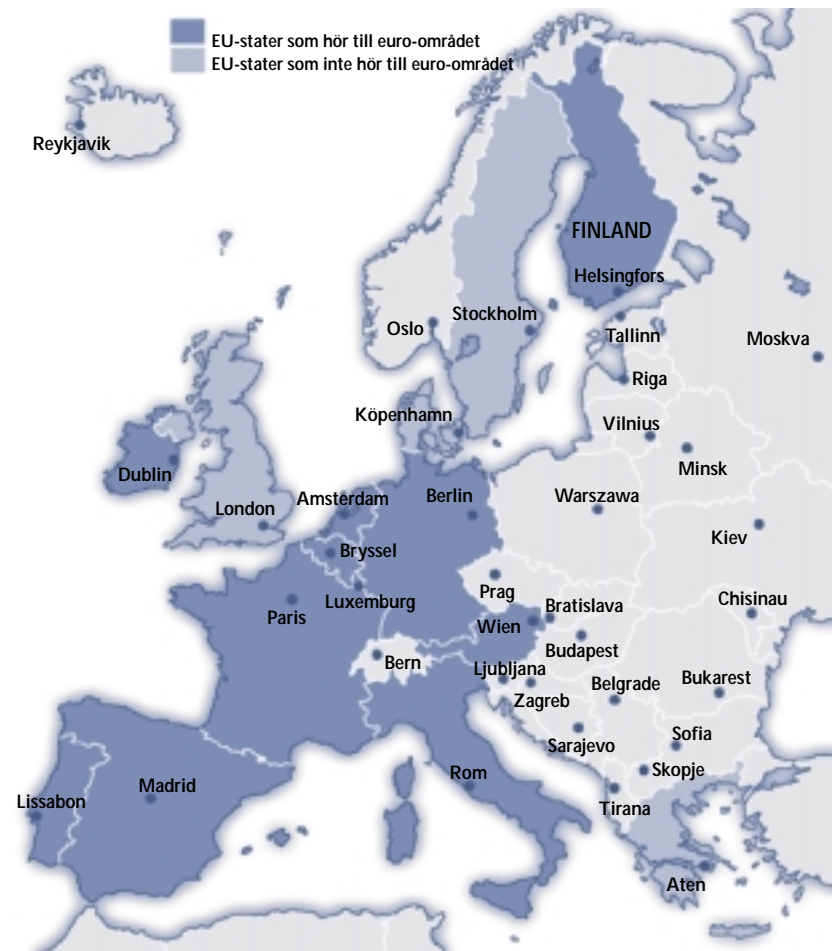 EU-stater som hör till euro-området
EU-stater som inte hör till euro-området
Reykjavik
FINLAND
Helsingfors
Stockholm
Oslo
Tallinn
Moskva
Riga
Köpenhamn
Vilnius
Minsk
Dublin
Amsterdam
Berlin
Warszawa
London
Kiev
Bryssel
Prag
Luxemburg
Paris
Bratislava
Chisinau
Wien
Budapest
Bern
Ljubljana
Belgrade
Bukarest
Zagreb
Sarajevo
Sofia
Skopje
Rom
Madrid
Lissabon
Tirana
Aten